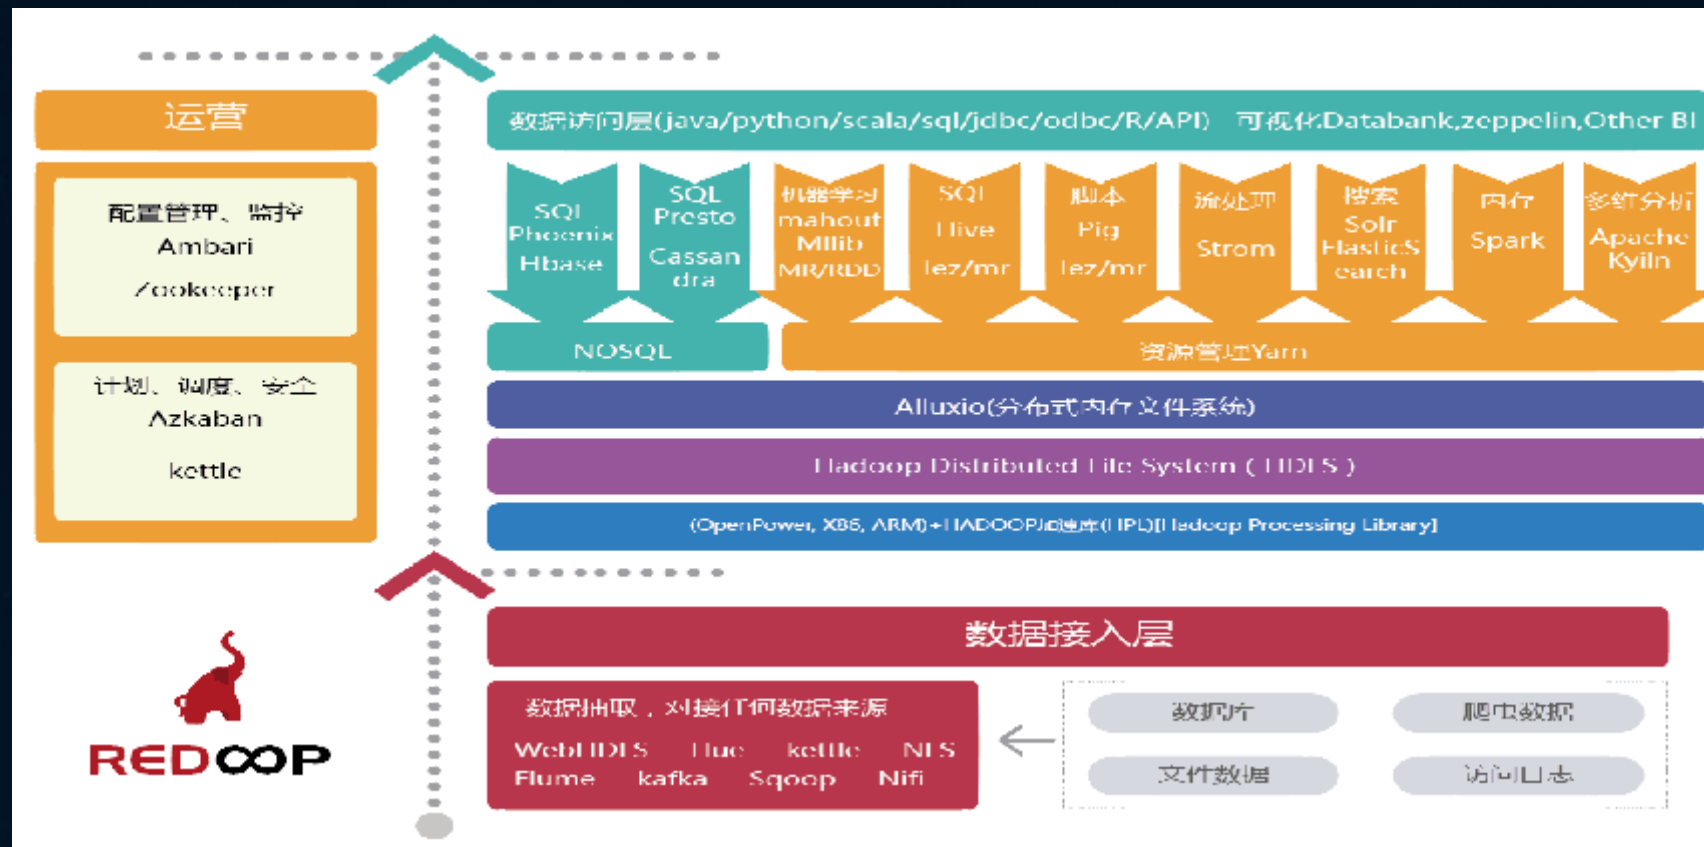 运营
配置管理、监控
Ambari
Zookeeper
计划、调度、安全
Azkaban
kettle
REDOOP
数据访问层(java/python/scala/sql/jdbc/odbc/R/API) 可视化Databank,zeppelin,Other BI
SQL
Phoenix
Hbase
SQL
Presto
Cassan
dra
机器学习
mahout
Mllib
MR/RDD
SQL
Hive
Tez/mr
脚本
Pig
Tez/mr
流处理
Strom
搜索
Solr
ElasticS
earch
内存
Spark
多维分析
Apache
Kyiln
NOSQL
资源管理Yarn
Alluxio(分布式内存文件系统)
Hadoop Distributed File System ( HDFS )
(OpenPower, X86, ARM)+HADOOP加速库(HPL)[Hadoop Processing Library]
数据接入层
数据抽取，对接任何数据来源
WebHDFS Hue kettle NFS
Flume kafka Sqoop Nifi
数据库
爬虫数据
文件数据
访问日志